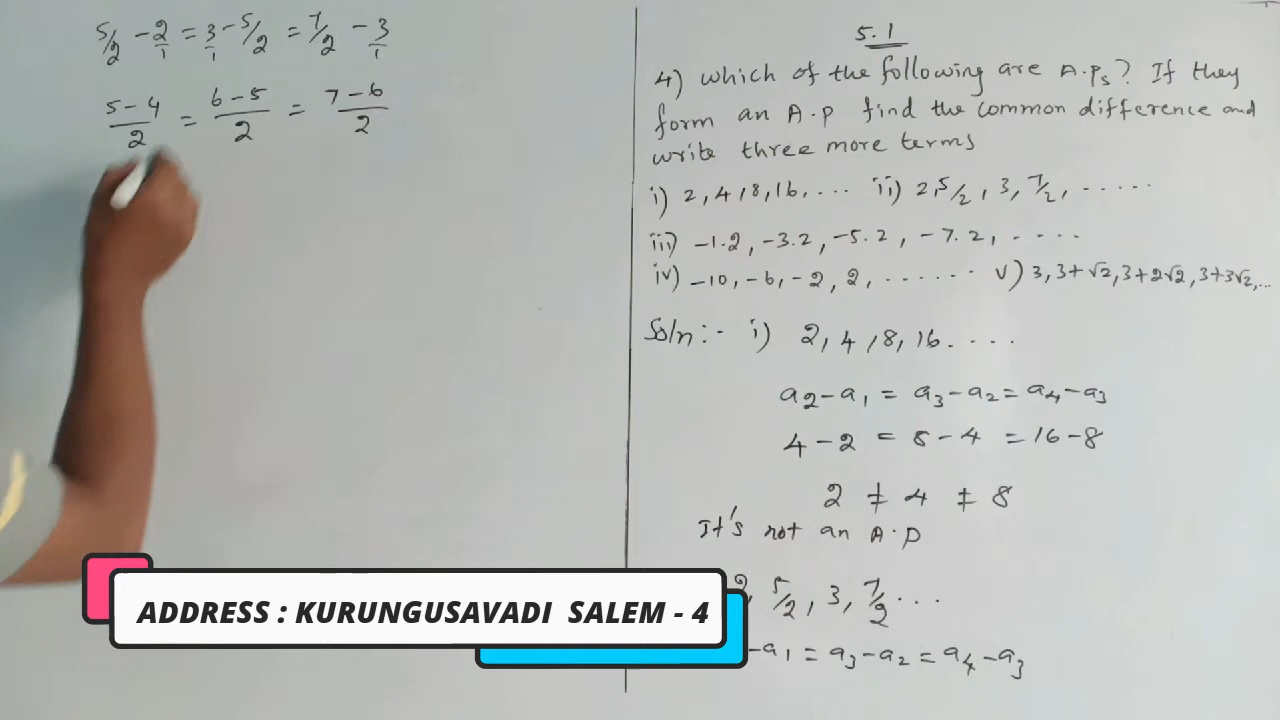 5/2 - 2/1 = 3/1 - 5/2 = 7/2 - 3/1
5-4/2 = 6-5/2 = 7-6/2
5.1
4) Which of the following are A.Ps? If they
form an A.P find the common difference and
write three more terms
i) 2, 4, 8, 16, ... ii) 2, 5/2, 3, 7/2, .....
iii) -1.2, -3.2, -5.2, -7.2, ....
iv) -10, -6, -2, 2, ...... v) 3, 3+√2, 3+2√2, 3+3√2, ...
Soln:- i) 2, 4, 8, 16....
a2-a1 = a3-a2 = a4-a3
4-2 = 8-4 = 16-8
2 ≠ 4 ≠ 8
It's not an A.P
2, 5/2, 3, 7/2 ...
-a1 = a3-a2 = a4-a3
ADDRESS : KURUNGUSAVADI SALEM - 4